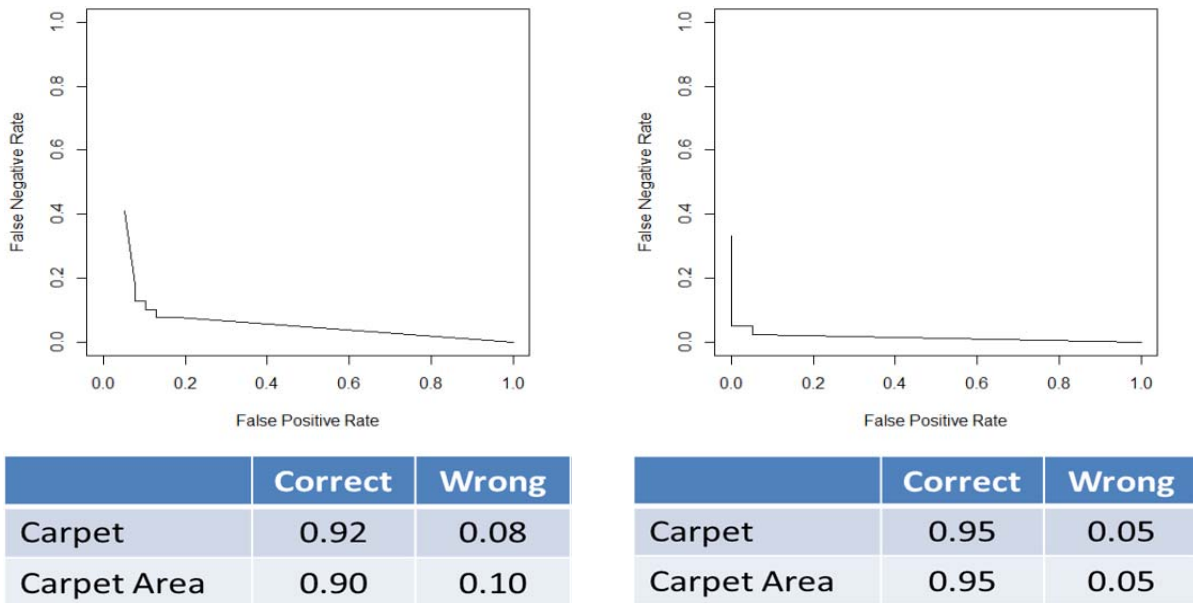 False Negative Rate
1.0
0.8
0.6
0.4
0.2
0.0
0.0 0.2 0.4 0.6 0.8 1.0
False Positive Rate
Correct Wrong
Carpet 0.92 0.08
Carpet Area 0.90 0.10
False Negative Rate
1.0
0.8
0.6
0.4
0.2
0.0
0.0 0.2 0.4 0.6 0.8 1.0
False Positive Rate
Correct Wrong
Carpet 0.95 0.05
Carpet Area 0.95 0.05